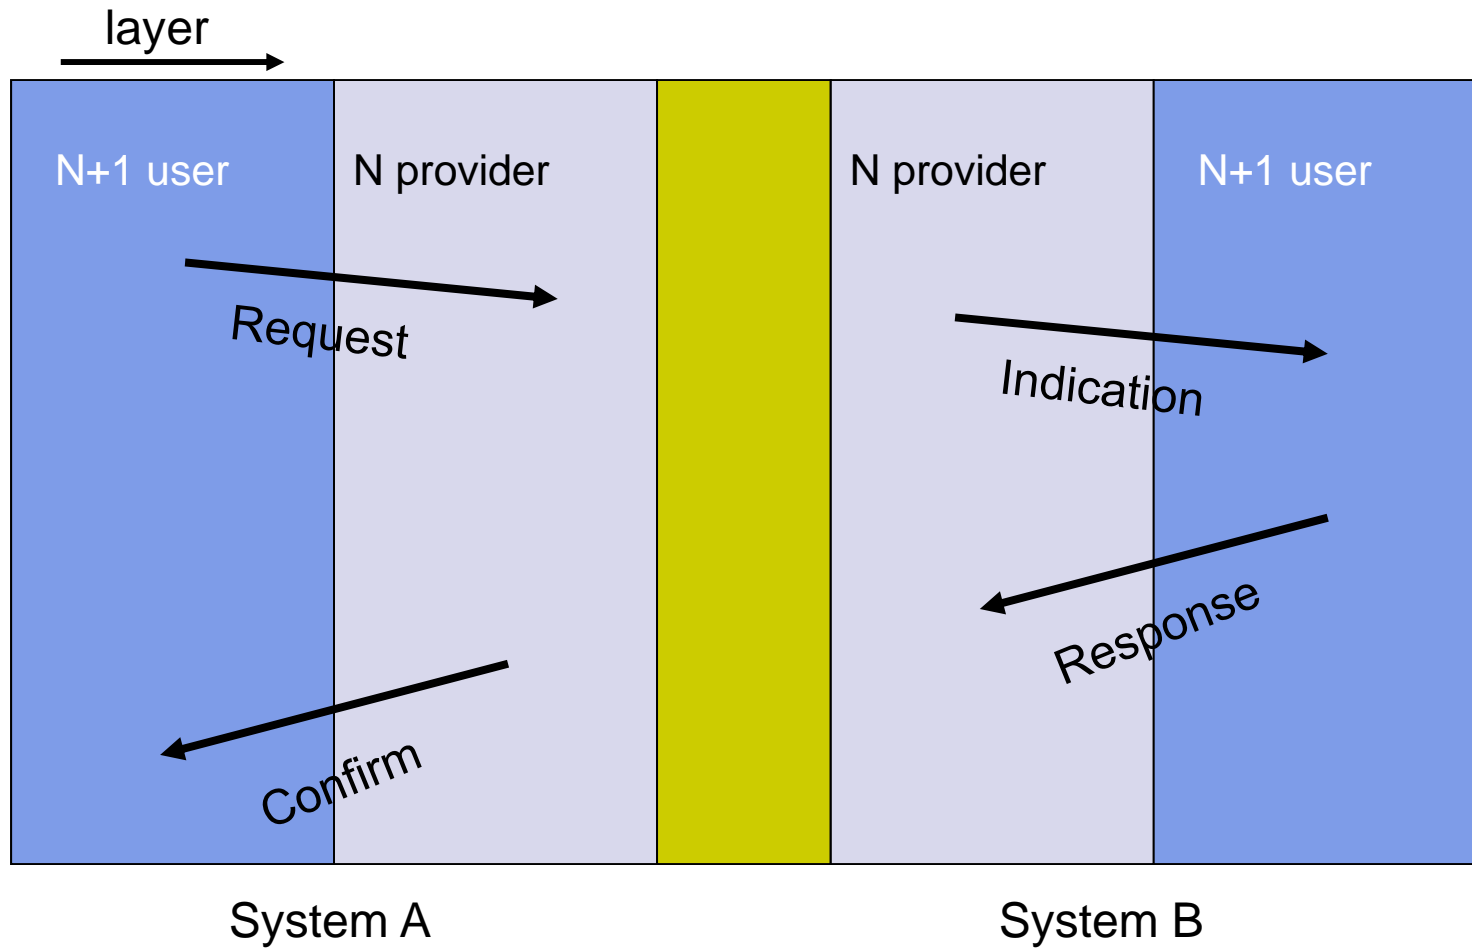 layer
N+1 user
N provider
N provider
N+1 user
Request
Indication
Response
Confirm
System A
System B